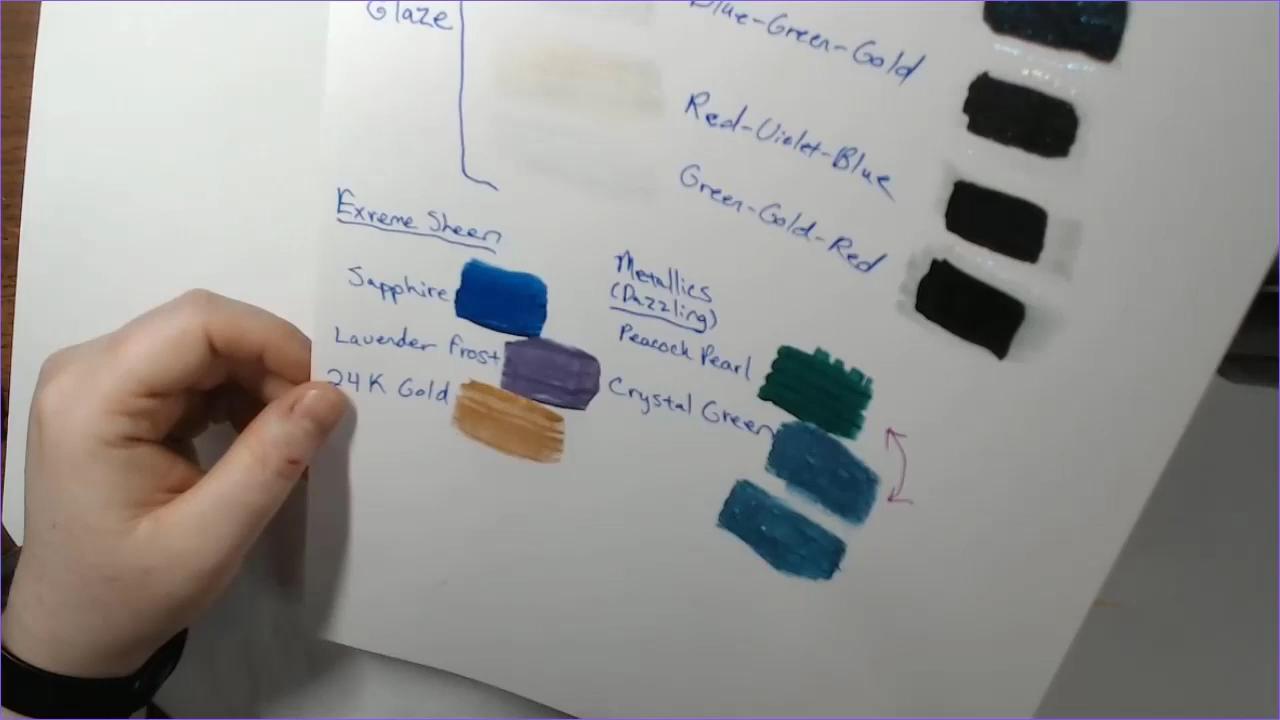 Glaze
Blue-Green-Gold
Red-Violet-Blue
Green-Gold-Red
Exreme Sheen
Sapphire
Lavender Frost
24K Gold
Metallics
(Dazzling)
Peacock Pearl
Crystal Green